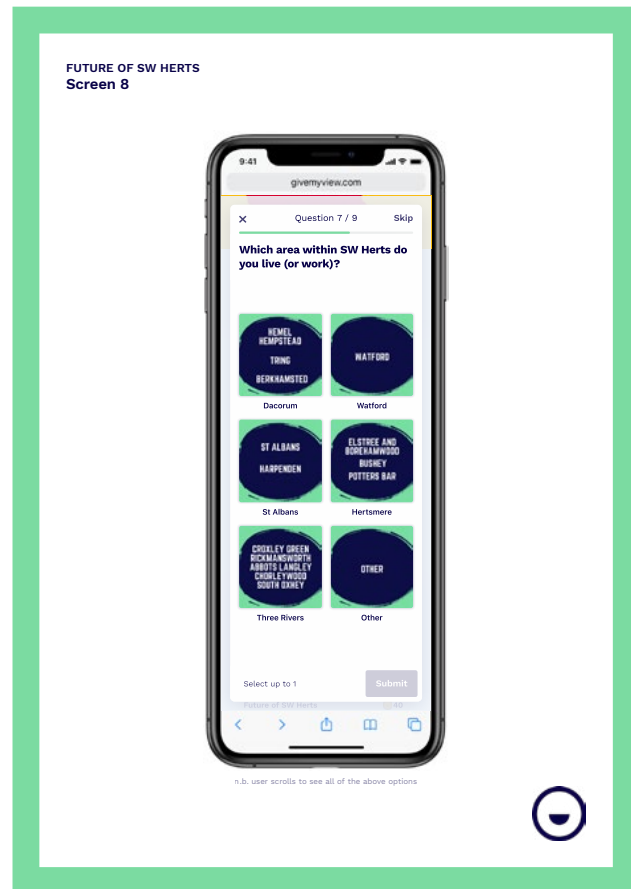 FUTURE OF SW HERTS
Screen 8
9:41
givemyview.com
Question 7 / 9
Skip
Which area within SW Herts do
you live (or work)?
HEMEL
HEMPSTEAD
TRING
BERKHAMSTED
Dacorum
WATFORD
Watford
ST ALBANS
HARPENDEN
St Albans
ELSTREE AND
BOREHAMWOOD
BUSHEY
POTTERS BAR
Hertsmere
CROXLEY GREEN
RICKMANSWORTH
ABBOTS LANGLEY
CHORLEYWOOD
SOUTH OXHEY
Three Rivers
OTHER
Other
Select up to 1
Submit
Future of SW Herts
40
n.b. user scrolls to see all of the above options